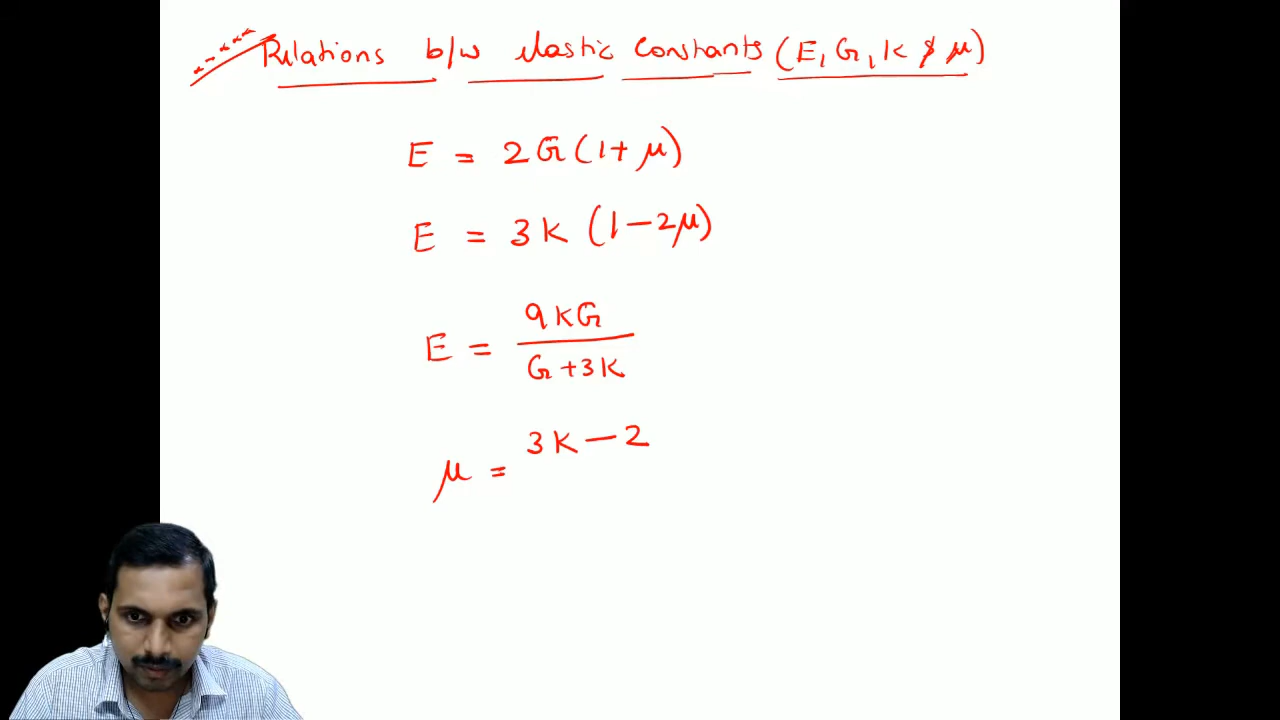 Relations b/w elastic constants (E, G, K & μ)
E = 2G(1+μ)
E = 3K (1-2μ)
E = 9KG / G+3K
μ = 3K-2